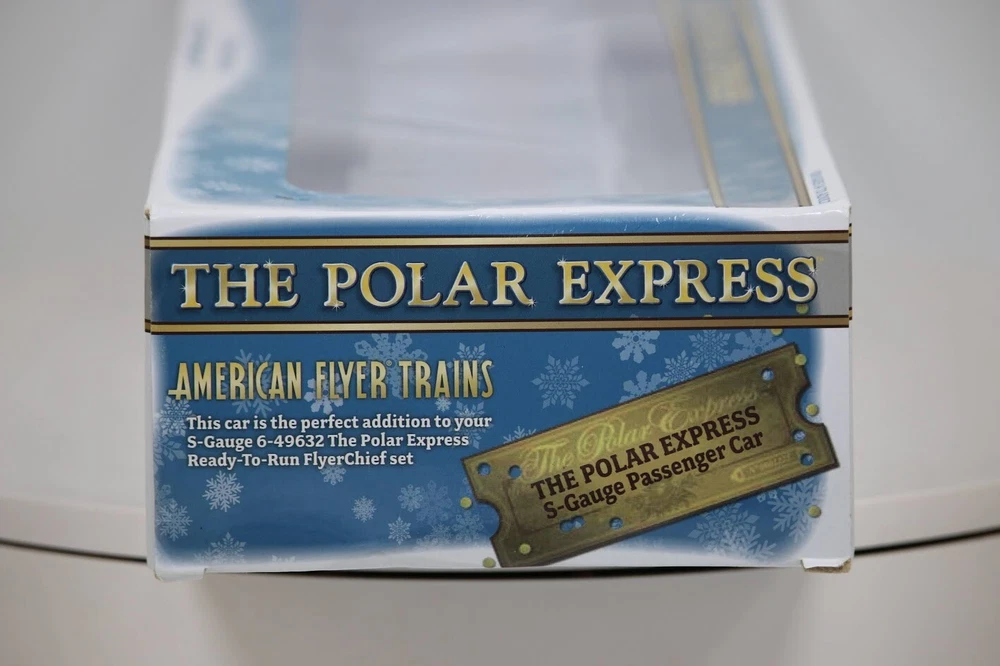 THE POLAR EXPRESS
AMERICAN FLYER® TRAINS
This car is the perfect addition to your
S-Gauge 6-49632 The Polar Express
Ready-To-Run FlyerChief set
The Polar Express
THE POLAR EXPRESS
S-Gauge Passenger Car